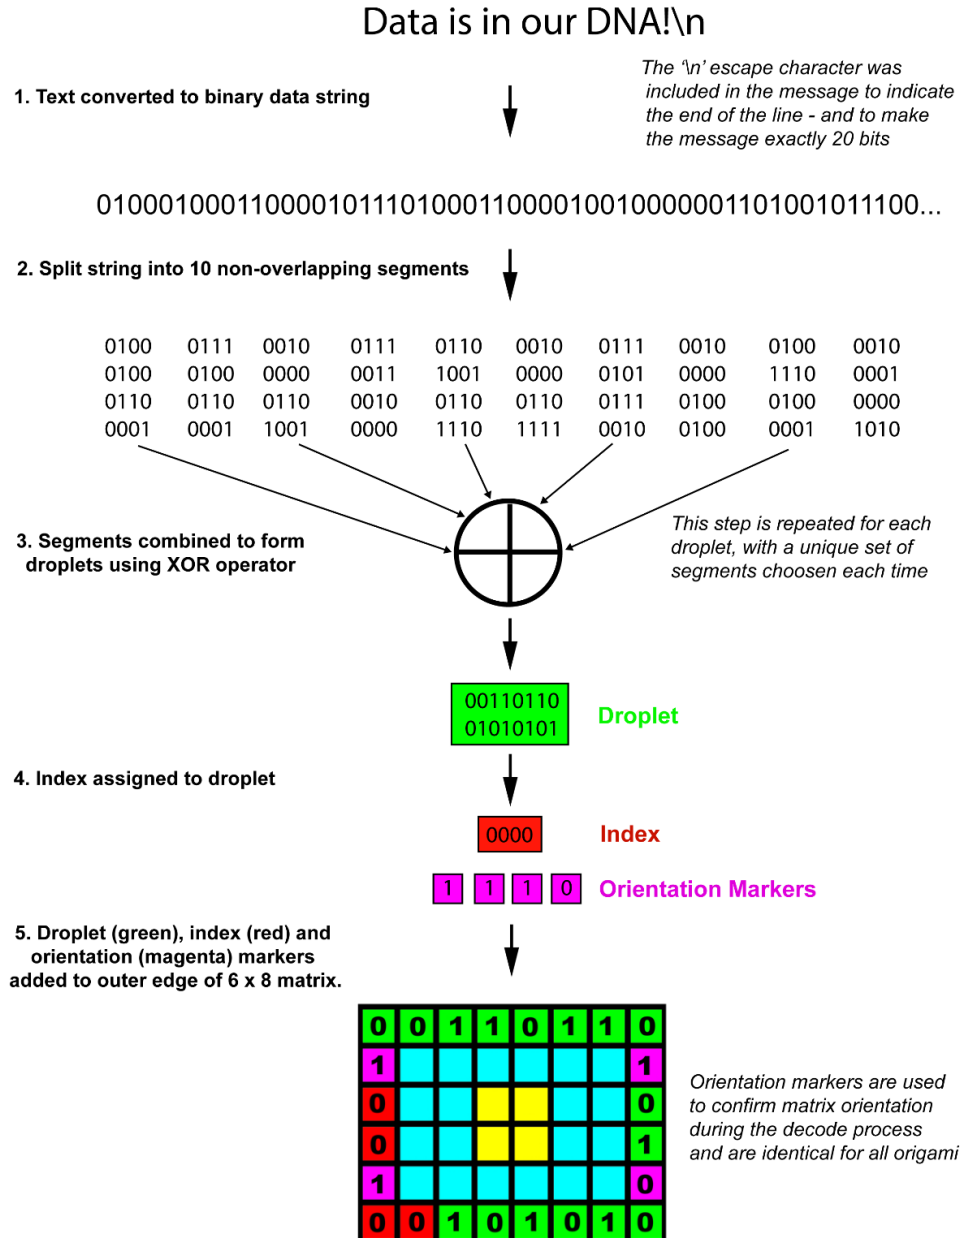 Data is in our DNA!\n
1. Text converted to binary data string
The '\n' escape character was
included in the message to indicate
the end of the line - and to make
the message exactly 20 bits
010001000110000101110100011000010010000001101001011100...
2. Split string into 10 non-overlapping segments
0100 0111 0010 0111 0110 0010 0111 0010 0100 0010
0100 0100 0000 0011 1001 0000 0101 0000 1110 0001
0110 0110 0110 0010 0110 0110 0111 0100 0100 0000
0001 0001 1001 0000 1110 1111 0010 0100 0001 1010
3. Segments combined to form
droplets using XOR operator
This step is repeated for each
droplet, with a unique set of
segments choosen each time
00110110
01010101
Droplet
4. Index assigned to droplet
0000
Index
1 1 1 0
Orientation Markers
5. Droplet (green), index (red) and
orientation (magenta) markers
added to outer edge of 6 x 8 matrix.
0 0 1 1 0 1 1 0
1 1
0 0
0 1
1 0
0 0 1 0 1 0 1 0
Orientation markers are used
to confirm matrix orientation
during the decode process
and are identical for all origami